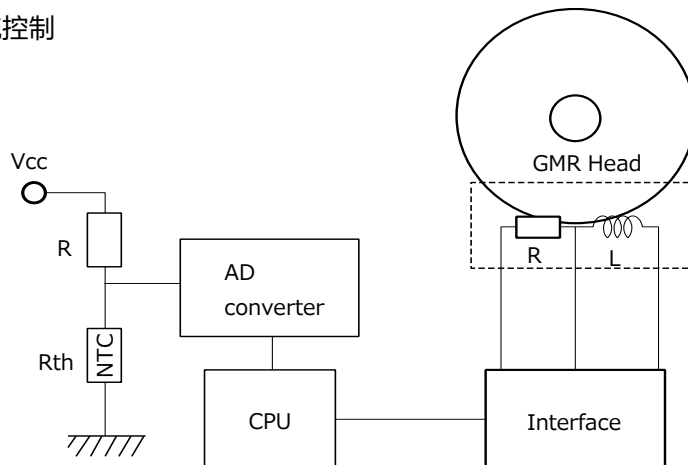 控制
GMR Head
Vcc
R
R
L
AD
converter
Rth
NTC
CPU
Interface